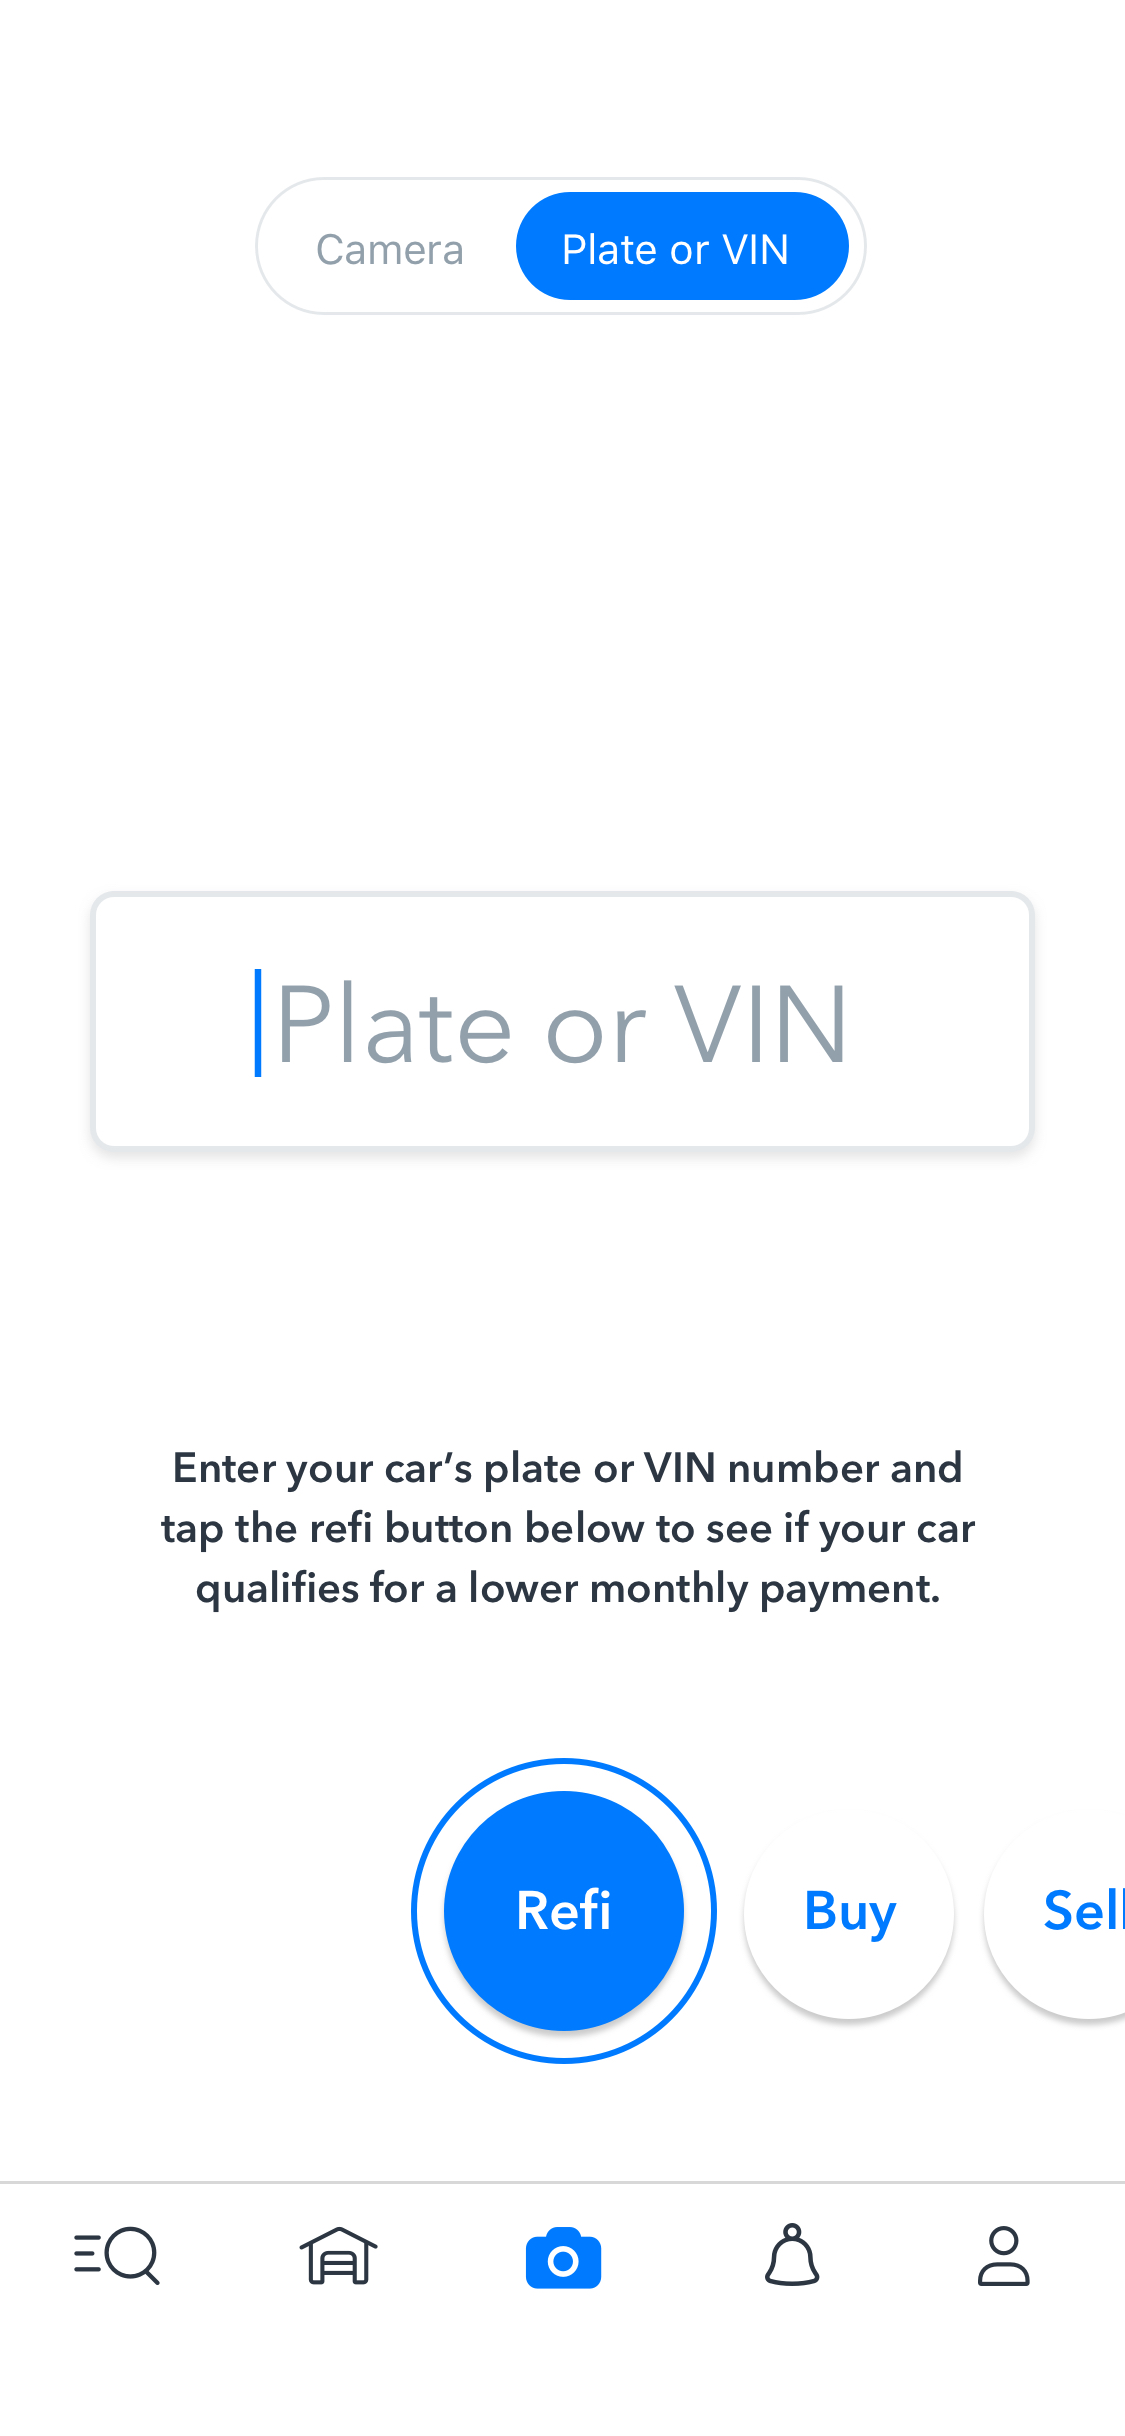 Camera
Plate or VIN
Plate or VIN
Enter your car’s plate or VIN number and
tap the refi button below to see if your car
qualifies for a lower monthly payment.
Refi
Buy
Sell